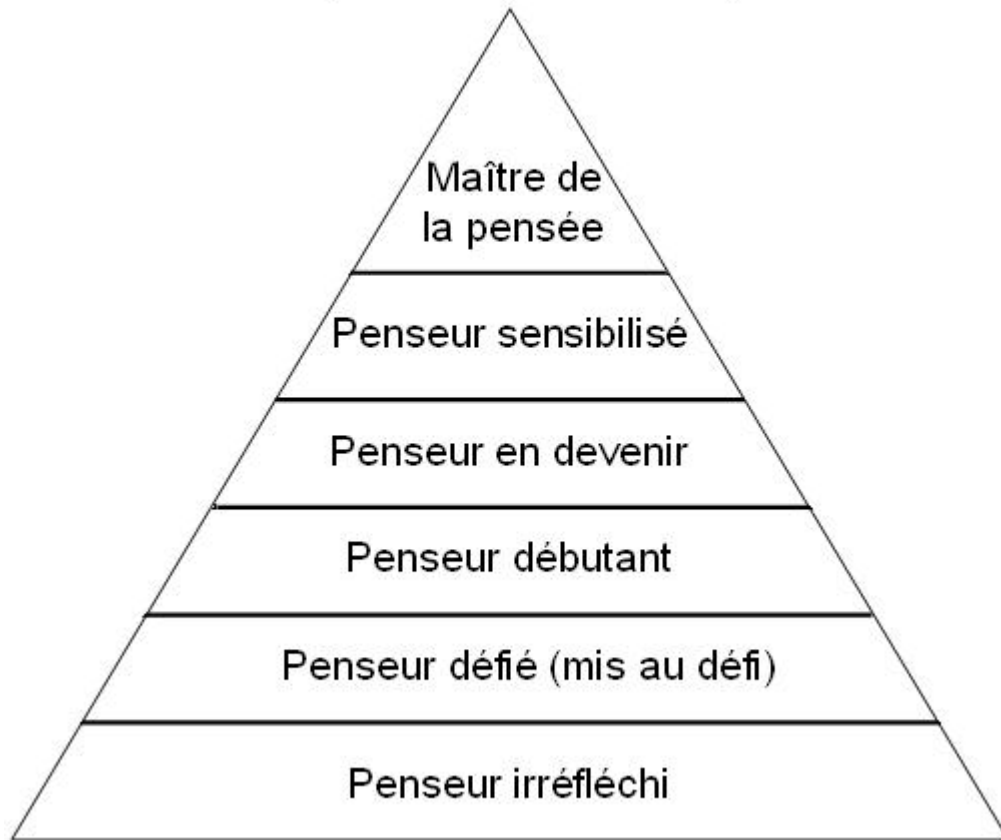 Maître de
la pensée
Penseur sensibilisé
Penseur en devenir
Penseur débutant
Penseur défié (mis au défi)
Penseur irréfléchi